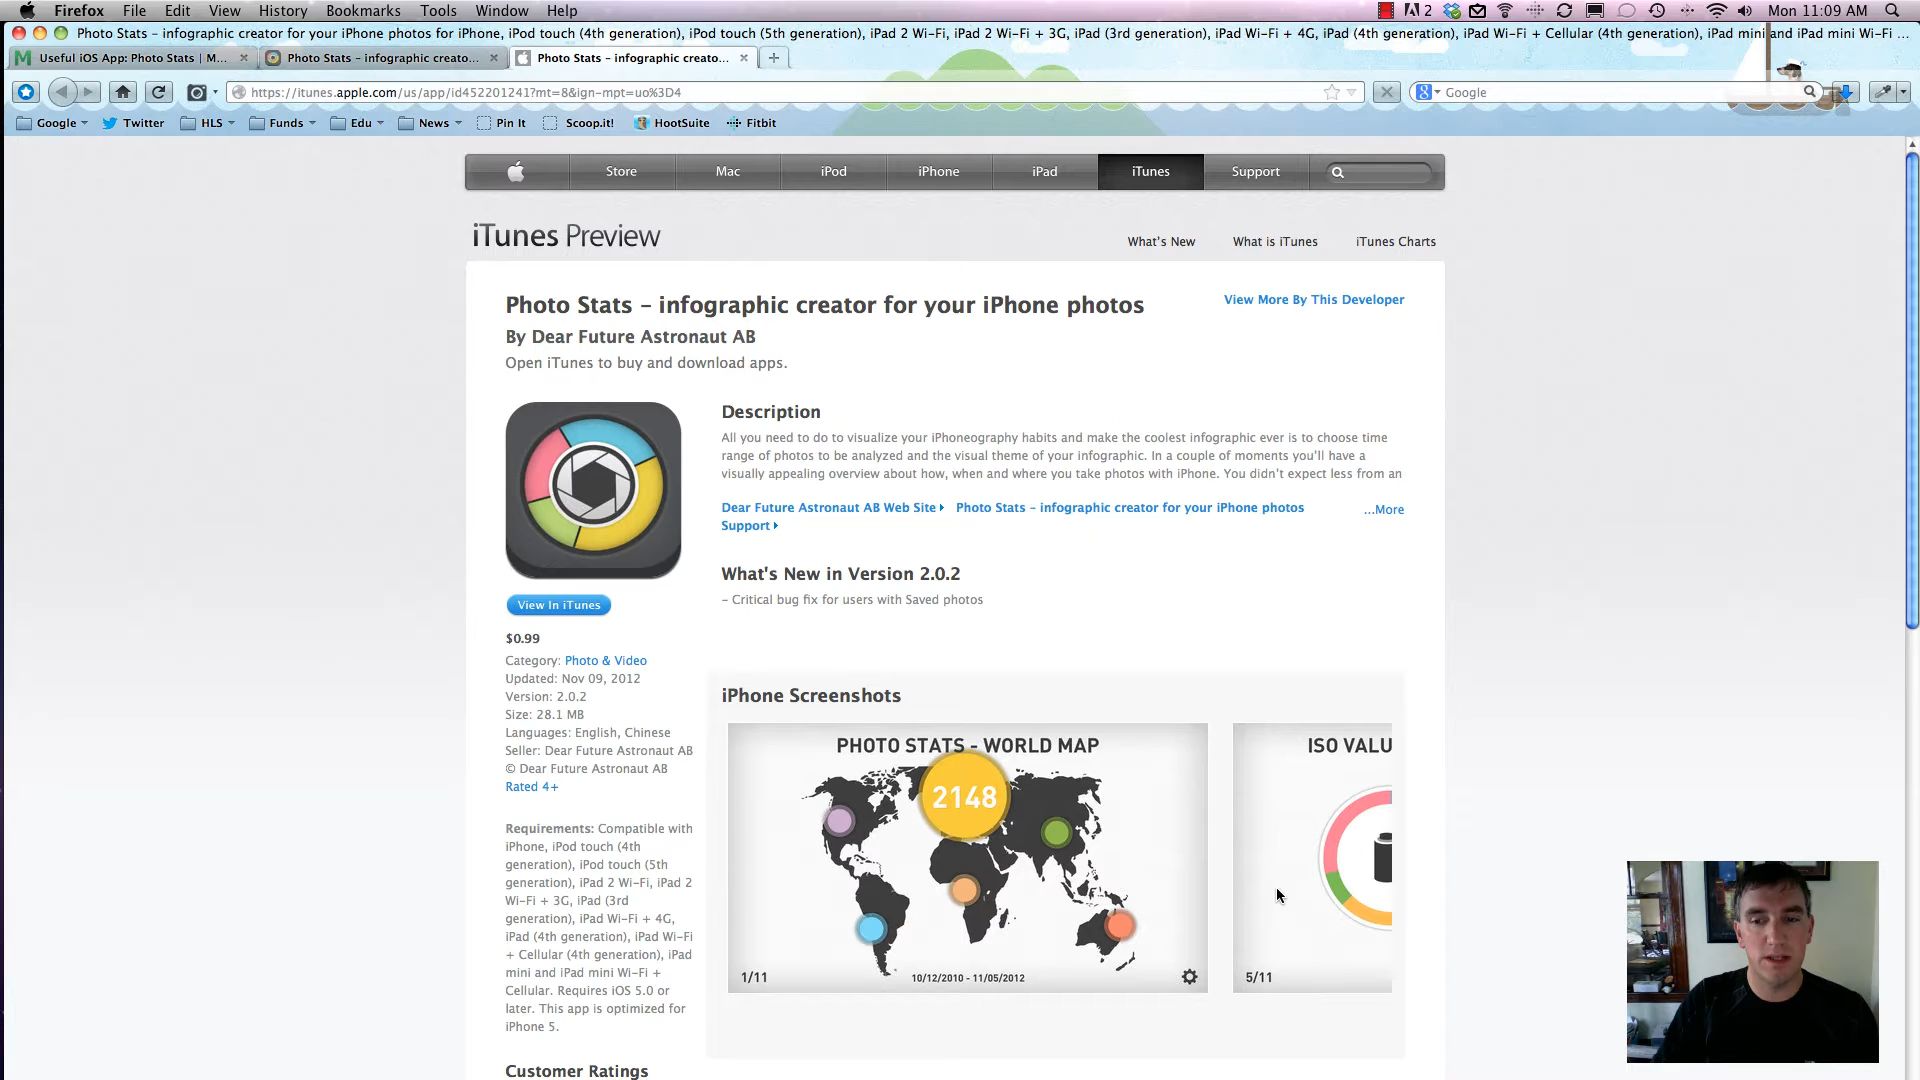 Firefox File Edit View History Bookmarks Tools Window Help
2
Mon 11:09 AM
Photo Stats - infographic creator for your iPhone photos for iPhone, iPod touch (4th generation), iPod touch (5th generation), iPad 2 Wi-Fi, iPad 2 Wi-Fi + 3G, iPad (3rd generation), iPad Wi-Fi + 4G, iPad (4th generation), iPad Wi-Fi + Cellular (4th generation), iPad mini and iPad mini Wi-Fi ...
Useful iOS App: Photo Stats | M...
Photo Stats - infographic creato...
Photo Stats - infographic creato...
https://itunes.apple.com/us/app/id452201241?mt=8&ign-mpt=uo%3D4
Google
Google Twitter HLS Funds Edu News Pin It Scoop.it! HootSuite Fitbit
Store Mac iPod iPhone iPad iTunes Support
iTunes Preview
What's New What is iTunes iTunes Charts
Photo Stats - infographic creator for your iPhone photos
View More By This Developer
By Dear Future Astronaut AB
Open iTunes to buy and download apps.
Description
All you need to do to visualize your iPhoneography habits and make the coolest infographic ever is to choose time
range of photos to be analyzed and the visual theme of your infographic. In a couple of moments you'll have a
visually appealing overview about how, when and where you take photos with iPhone. You didn't expect less from an
Dear Future Astronaut AB Web Site Photo Stats - infographic creator for your iPhone photos
Support
...More
What's New in Version 2.0.2
- Critical bug fix for users with Saved photos
View In iTunes
$0.99
Category: Photo & Video
Updated: Nov 09, 2012
Version: 2.0.2
Size: 28.1 MB
Languages: English, Chinese
Seller: Dear Future Astronaut AB
© Dear Future Astronaut AB
Rated 4+
Requirements: Compatible with
iPhone, iPod touch (4th
generation), iPod touch (5th
generation), iPad 2 Wi-Fi, iPad 2
Wi-Fi + 3G, iPad (3rd
generation), iPad Wi-Fi + 4G,
iPad (4th generation), iPad Wi-Fi
+ Cellular (4th generation), iPad
mini and iPad mini Wi-Fi +
Cellular. Requires iOS 5.0 or
later. This app is optimized for
iPhone 5.
Customer Ratings
iPhone Screenshots
PHOTO STATS - WORLD MAP
2148
1/11
10/12/2010 - 11/05/2012
ISO VALU
5/11